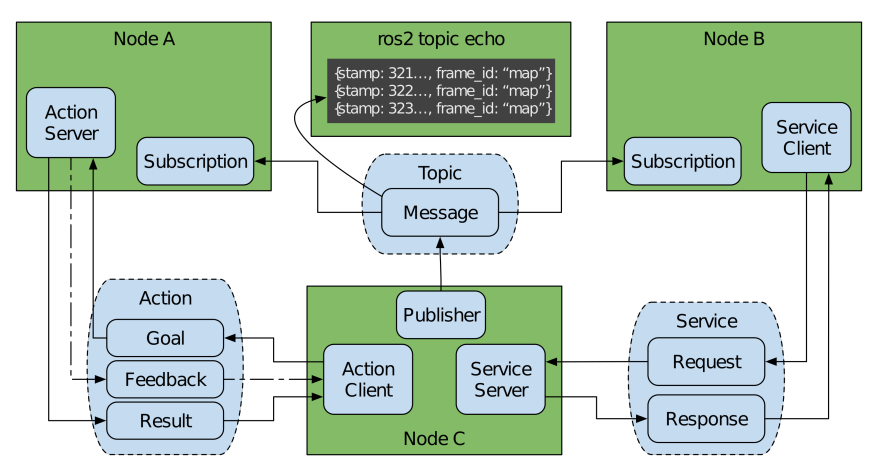 Node A
ros2 topic echo
Node B
{stamp: 321..., frame_id: “map”}
{stamp: 322..., frame_id: “map”}
{stamp: 323..., frame_id: “map”}
Action
Server
Subscription
Topic
Message
Subscription
Service
Client
Action
Goal
Feedback
Result
Publisher
Action
Client
Service
Server
Node C
Service
Request
Response